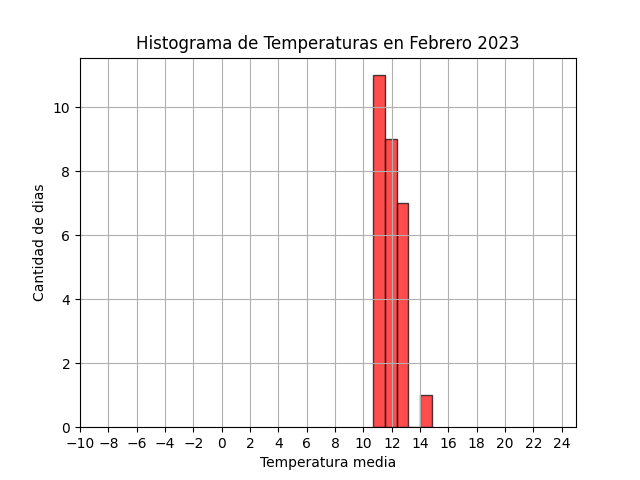 Histograma de Temperaturas en Febrero 2023
Cantidad de dias
10
8
6
4
2
0
−10 −8 −6 −4 −2 0 2 4 6 8 10 12 14 16 18 20 22 24
Temperatura media